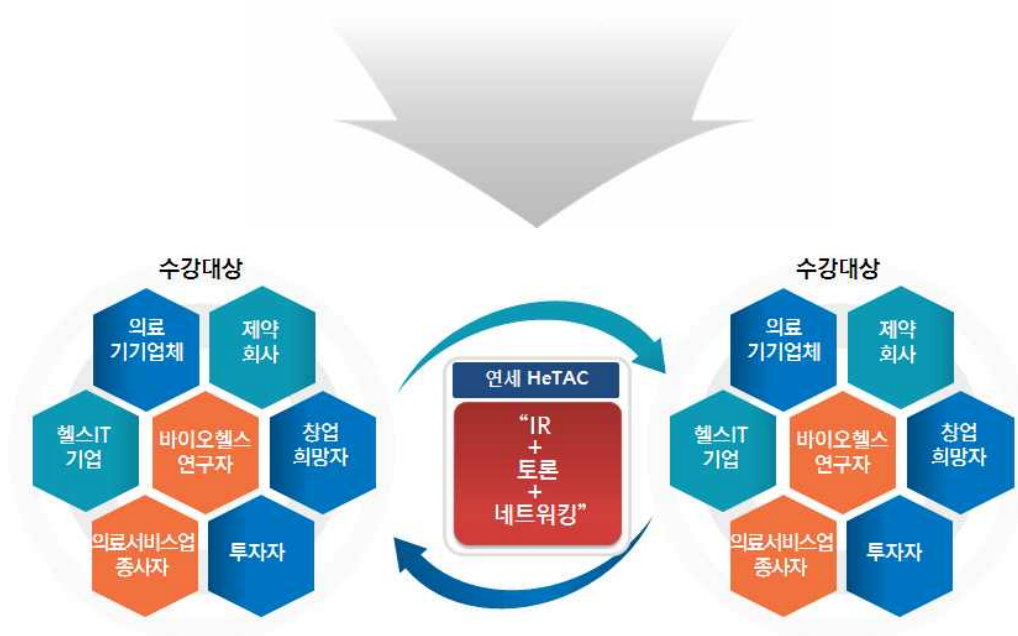 수강대상
의료
기기업체
제약
회사
헬스IT
기업
바이오헬스
연구자
창업
희망자
의료서비스업
종사자
투자자
연세 HeTAC
“IR
+
토론
+
네트워킹”
수강대상
의료
기기업체
제약
회사
헬스IT
기업
바이오헬스
연구자
창업
희망자
의료서비스업
종사자
투자자